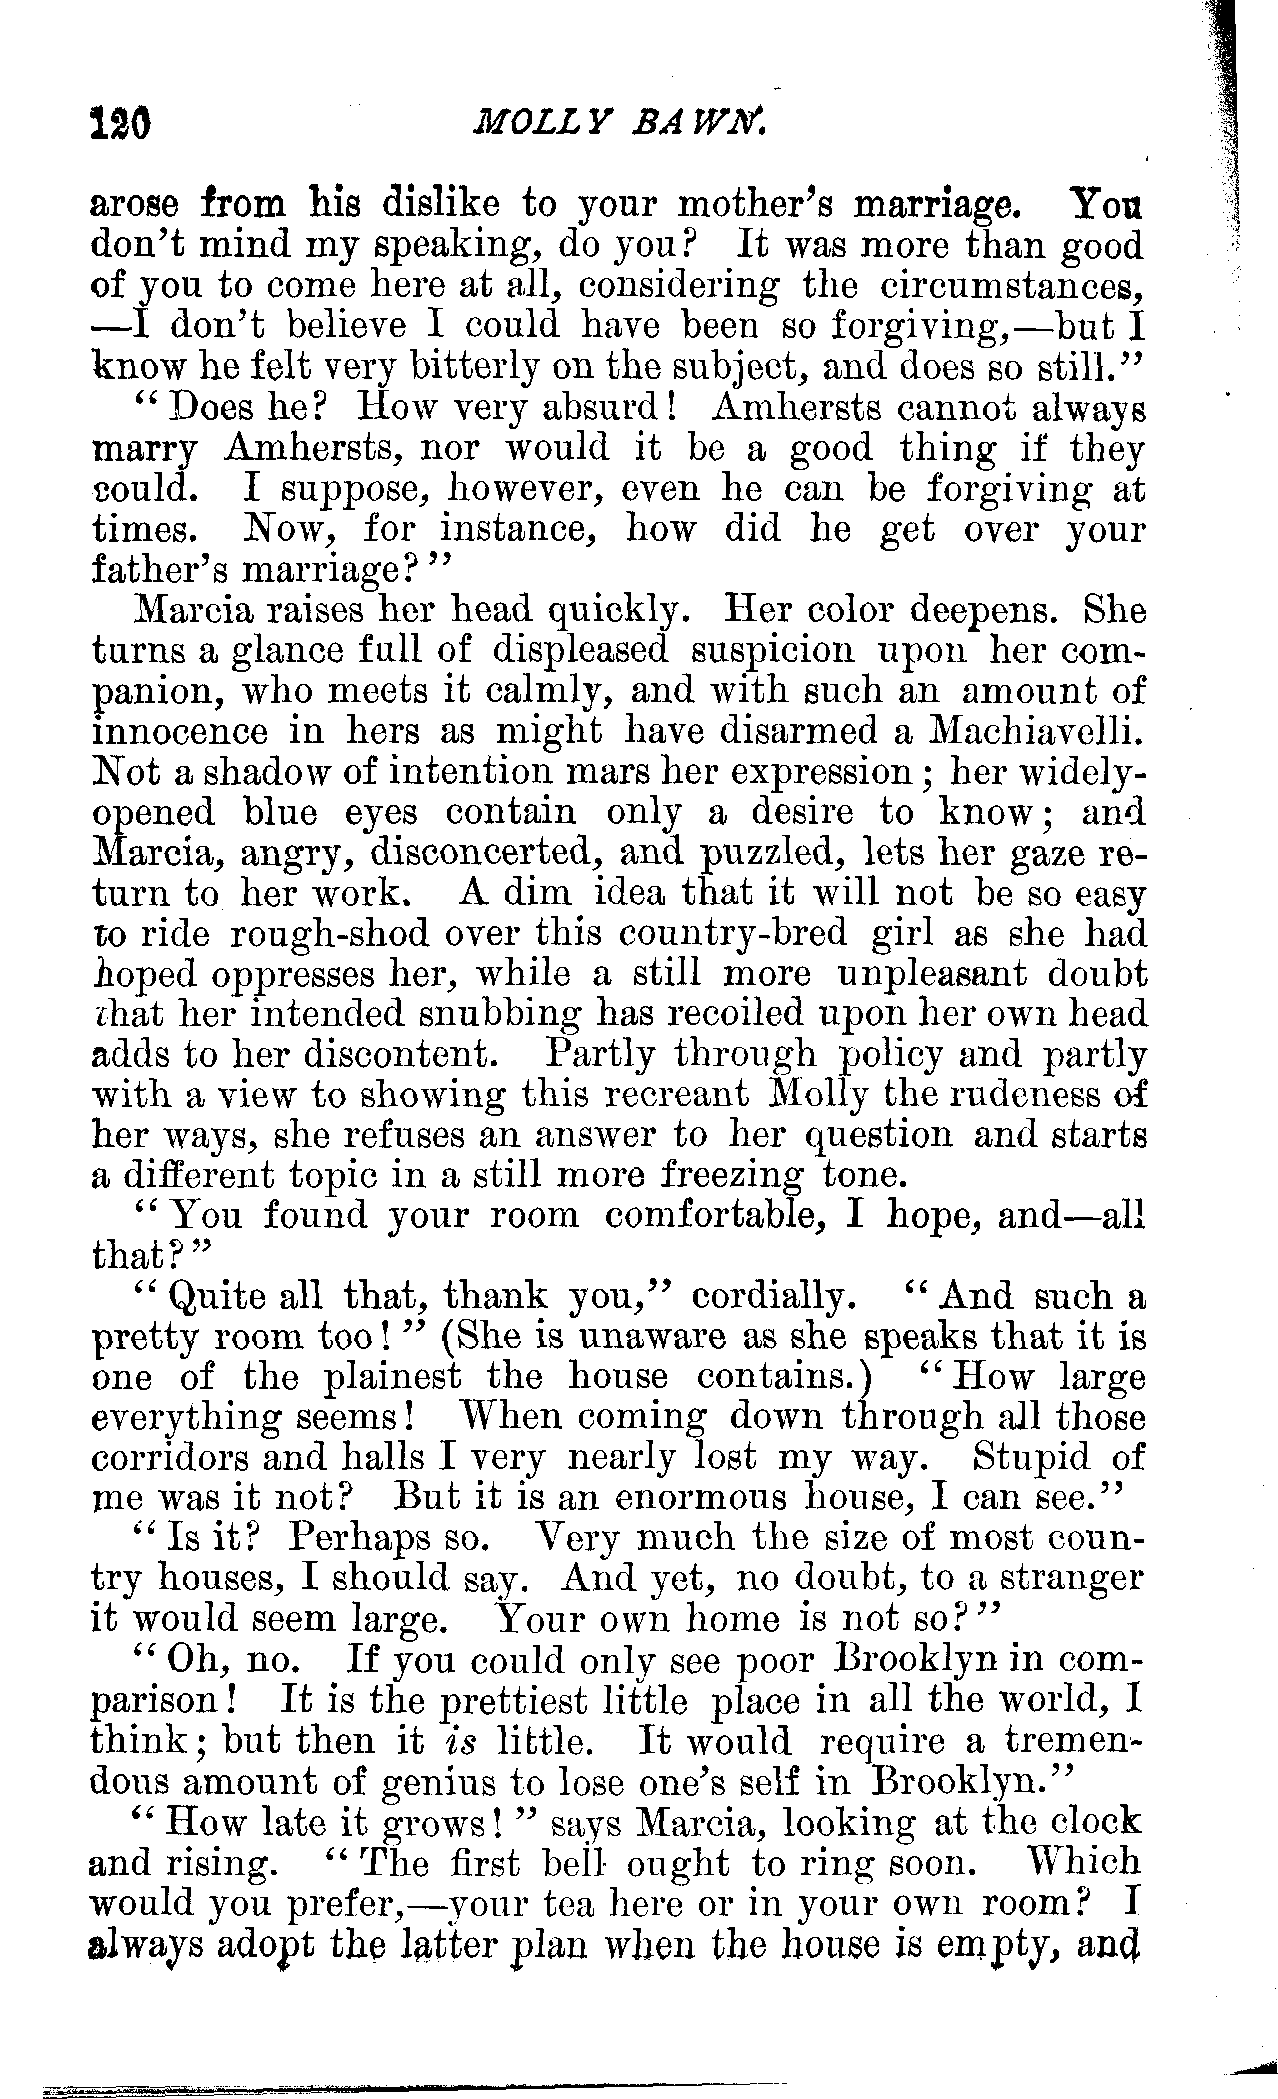 120 MOLLY BAWN.
arose from his dislike to your mother's marriage. You
don't mind my speaking, do you? It was more than good
of you to come here at all, considering the circumstances,
—I don't believe I could have been so forgiving,—but I
know he felt very bitterly on the subject, and does so still."
"Does he? How very absurd! Amhersts cannot always
marry Amhersts, nor would it be a good thing if they
could. I suppose, however, even he can be forgiving at
times. Now, for instance, how did he get over your
father's marriage?"
Marcia raises her head quickly. Her color deepens. She
turns a glance full of displeased suspicion upon her com-
panion, who meets it calmly, and with such an amount of
innocence in hers as might have disarmed a Machiavelli.
Not a shadow of intention mars her expression; her widely-
opened blue eyes contain only a desire to know; and
Marcia, angry, disconcerted, and puzzled, lets her gaze re-
turn to her work. A dim idea that it will not be so easy
to ride rough-shod over this country-bred girl as she had
hoped oppresses her, while a still more unpleasant doubt
that her intended snubbing has recoiled upon her own head
adds to her discontent. Partly through policy and partly
with a view to showing this recreant Molly the rudeness of
her ways, she refuses an answer to her question and starts
a different topic in a still more freezing tone.
"You found your room comfortable, I hope, and—all
that?"
"Quite all that, thank you," cordially. "And such a
pretty room too!" (She is unaware as she speaks that it is
one of the plainest the house contains.) "How large
everything seems! When coming down through all those
corridors and halls I very nearly lost my way. Stupid of
me was it not? But it is an enormous house, I can see."
"Is it? Perhaps so. Very much the size of most coun-
try houses, I should say. And yet, no doubt, to a stranger
it would seem large. Your own home is not so?"
"Oh, no. If you could only see poor Brooklyn in com-
parison! It is the prettiest little place in all the world, I
think; but then it is little. It would require a tremen-
dous amount of genius to lose one's self in Brooklyn."
"How late it grows!" says Marcia, looking at the clock
and rising. "The first bell ought to ring soon. Which
would you prefer,—your tea here or in your own room? I
always adopt the latter plan when the house is empty, and